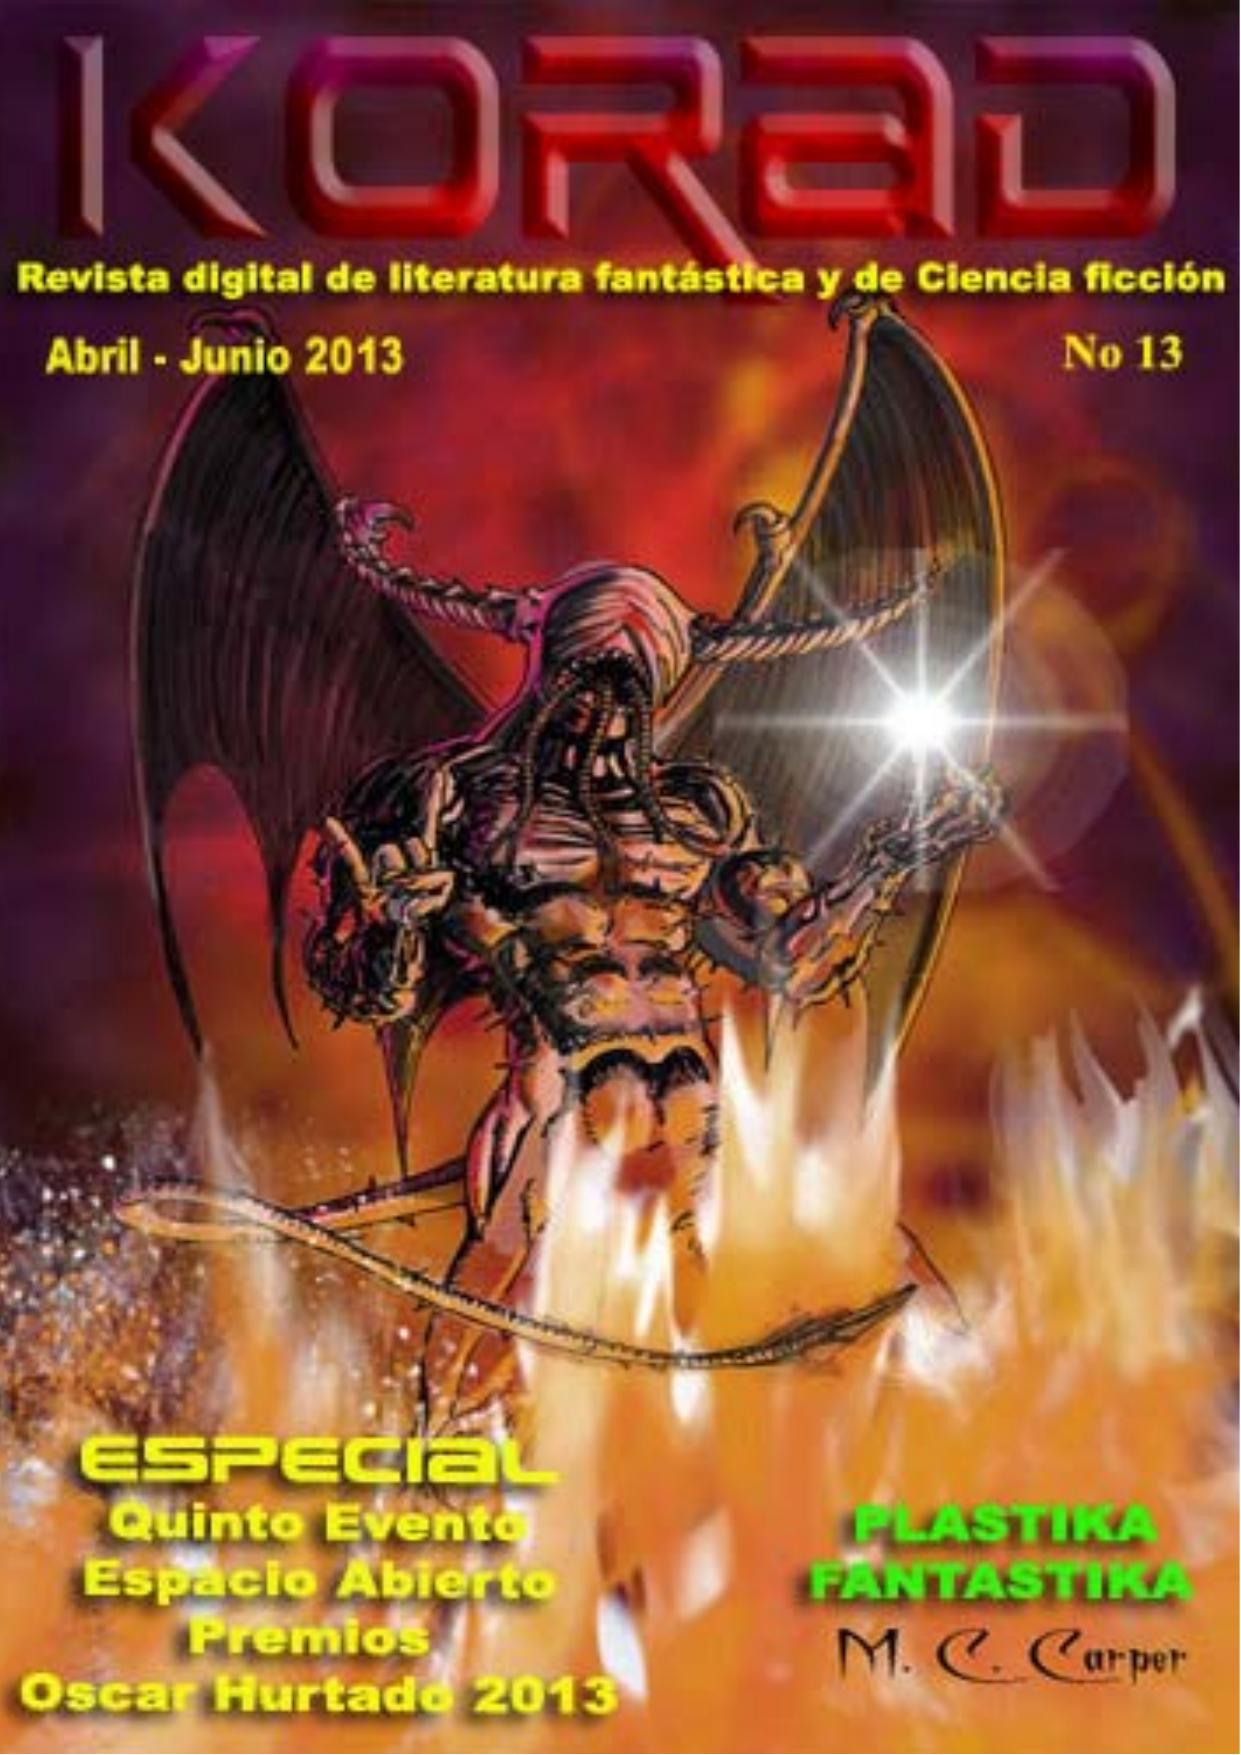 KORaD
Revista digital de literatura fantástica y de Ciencia ficción
Abril - Junio 2013
No 13
ESPECIaL
Quinto Evento
Espacio Abierto
Premios
Oscar Hurtado 2013
PLASTIKA
FANTASTIKA
M. C. Carper